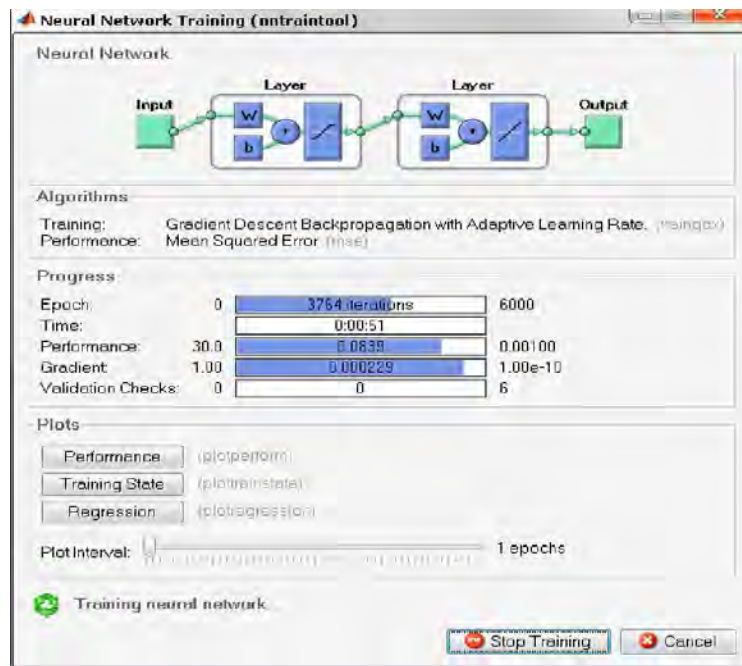 Neural Network Training (nntraintool)
Neural Network
Layer Layer
Input Output
W W
b b
Algorithms
Training: Gradient Descent Backpropagation with Adaptive Learning Rate. (traingdx)
Performance: Mean Squared Error (mse)
Progress
Epoch: 0 3764 iterations 6000
Time: 0:00:51
Performance: 30.0 0.0839 0.00100
Gradient: 1.00 0.000229 1.00e-10
Validation Checks: 0 0 6
Plots
Performance (plotperform)
Training State (plottrainstate)
Regression (plotregression)
Plot Interval: 1 epochs
Training neural network
Stop Training Cancel